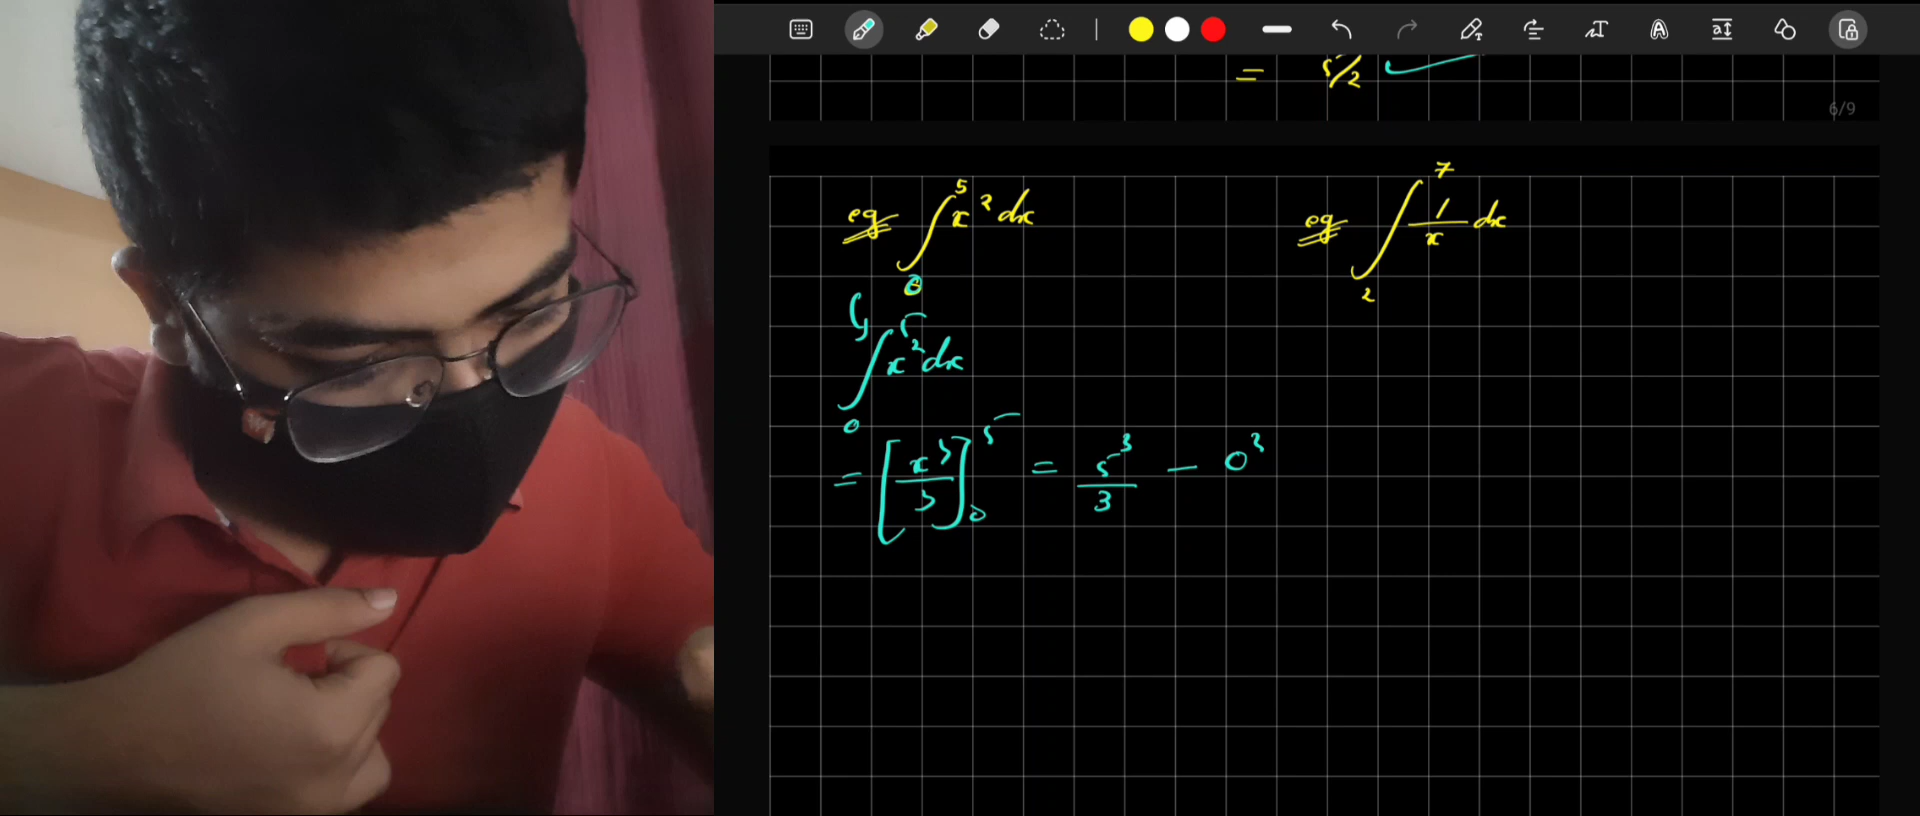 = 5/2
6/9
eg ∫₀⁵ x² dx
eg ∫₂⁷ 1/x dx
∫₀⁵ x² dx
= [x³/3]₀⁵ = 5³/3 - 0³